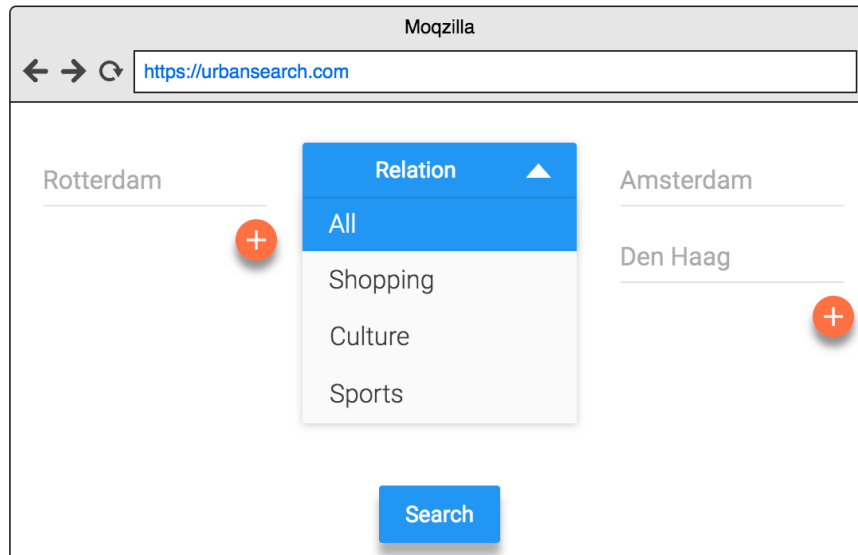 Moqzilla
https://urbansearch.com
Rotterdam
Relation
Amsterdam
All
Den Haag
Shopping
Culture
Sports
Search